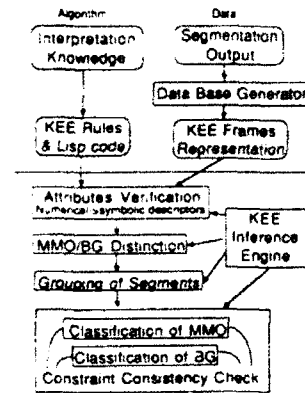 Algorithm
Data
Interpretation
Knowledge
Segmentation
Output
Data Base Generator
KEE Rules
& Lisp code
KEE Frames
Representation
Attributes Verification
Numerical &symbolic descriptors
KEE
Inference
Engine
MMO/BG Distinction
Grouping of Segments
Classification of MMO
Classification of BG
Constraint Consistency Check